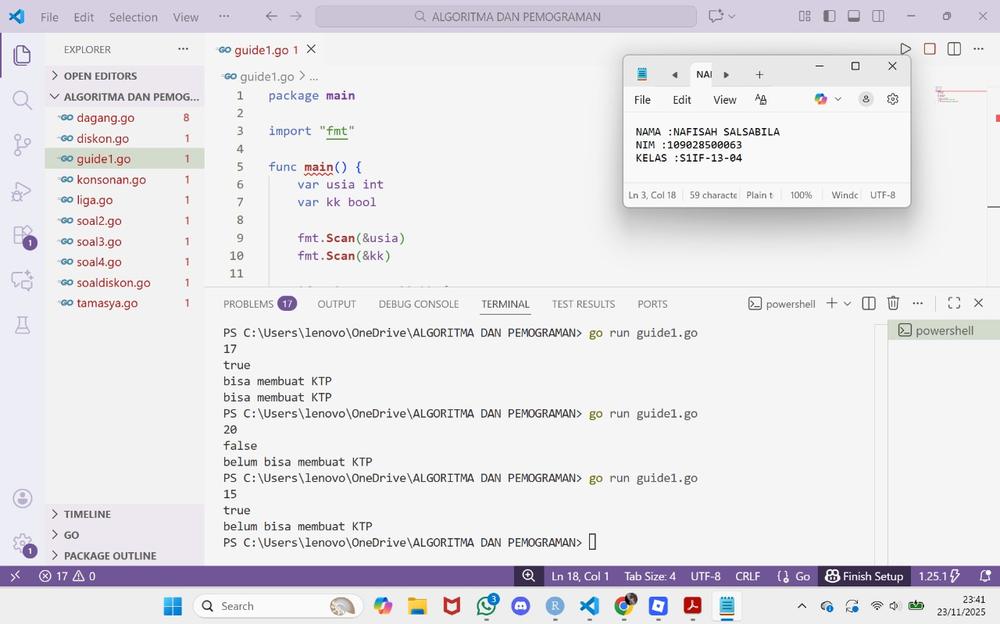 File Edit Selection View ··· ALGORITMA DAN PEMOGRAMAN
EXPLORER ···
OPEN EDITORS
ALGORITMA DAN PEMOG...
dagang.go 8
diskon.go 1
guide1.go 1
konsonan.go 1
liga.go 1
soal2.go 1
soal3.go 1
soal4.go 1
soaldiskon.go 1
tamasya.go 1
TIMELINE
GO
PACKAGE OUTLINE
GO guide1.go 1
GO guide1.go > ...
1 package main
2
3 import "fmt"
4
5 func main() {
6 var usia int
7 var kk bool
8
9 fmt.Scan(&usia)
10 fmt.Scan(&kk)
11
NAI
File Edit View
NAMA :NAFISAH SALSABILA
NIM :109028500063
KELAS :S1IF-13-04
Ln 3, Col 18 59 characte Plain t 100% Windc UTF-8
PROBLEMS 17 OUTPUT DEBUG CONSOLE TERMINAL TEST RESULTS PORTS powershell
PS C:\Users\lenovo\OneDrive\ALGORITMA DAN PEMOGRAMAN> go run guide1.go
17
true
bisa membuat KTP
bisa membuat KTP
PS C:\Users\lenovo\OneDrive\ALGORITMA DAN PEMOGRAMAN> go run guide1.go
20
false
belum bisa membuat KTP
PS C:\Users\lenovo\OneDrive\ALGORITMA DAN PEMOGRAMAN> go run guide1.go
15
true
belum bisa membuat KTP
PS C:\Users\lenovo\OneDrive\ALGORITMA DAN PEMOGRAMAN>
powershell
1
1
17 0 Ln 18, Col 1 Tab Size: 4 UTF-8 CRLF Go Finish Setup 1.25.1
Search 3 23:41
23/11/2025